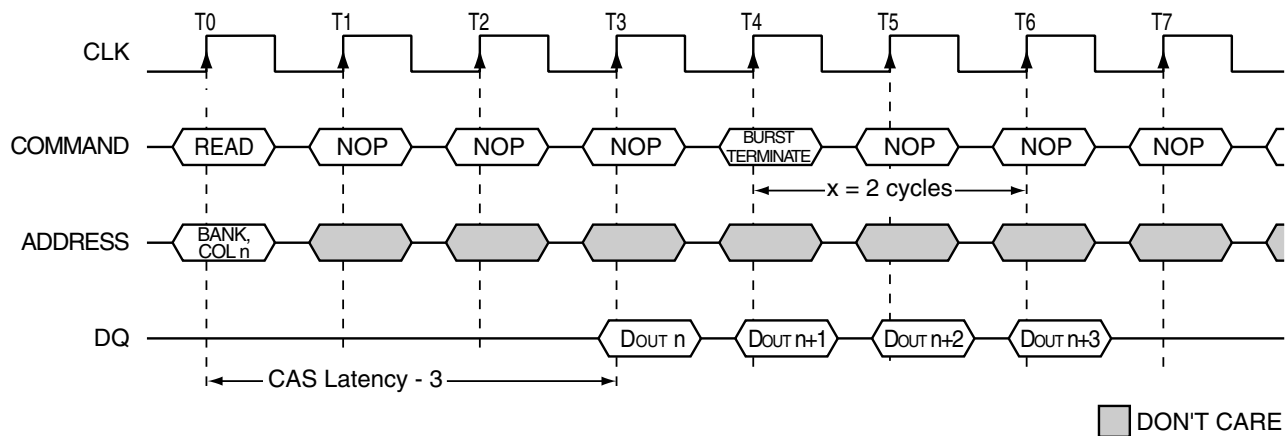 T0 T1 T2 T3 T4 T5 T6 T7
CLK
COMMAND READ NOP NOP NOP BURST TERMINATE NOP NOP NOP
x = 2 cycles
ADDRESS BANK, COL n
DQ DOUT n DOUT n+1 DOUT n+2 DOUT n+3
CAS Latency - 3
DON'T CARE